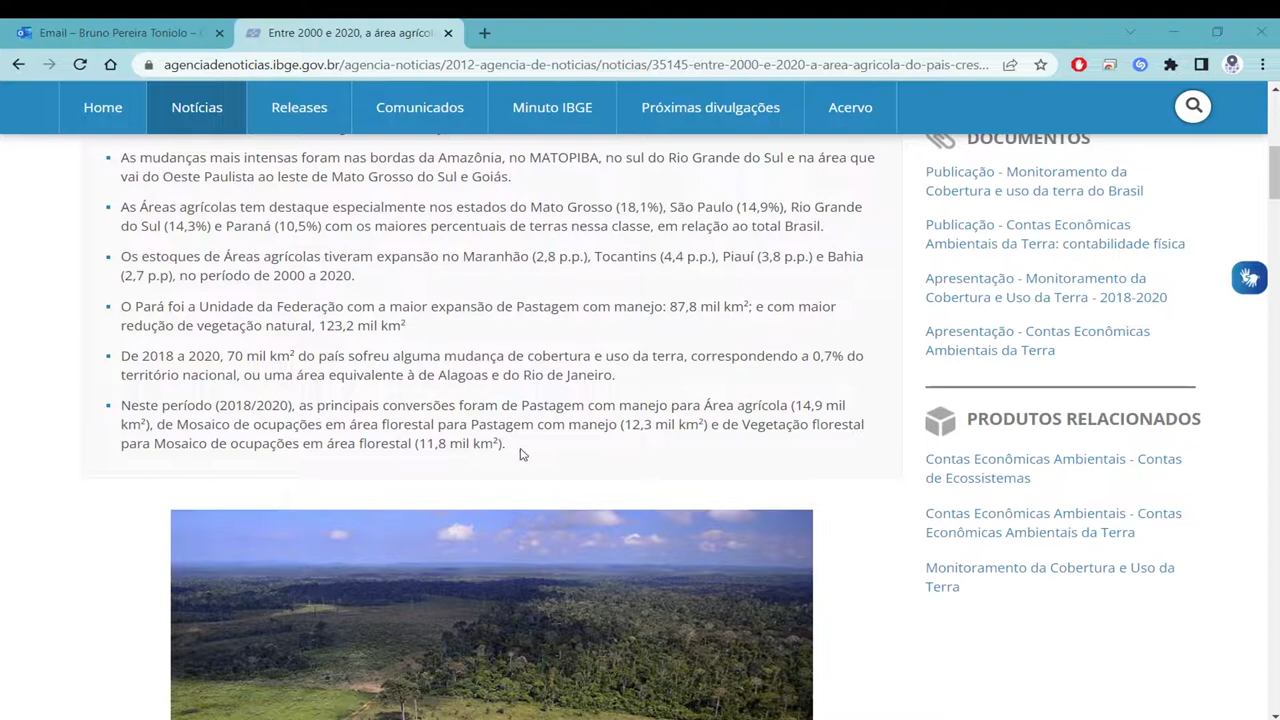 Email – Bruno Pereira Toniolo –
Entre 2000 e 2020, a área agríco
agenciadenoticias.ibge.gov.br/agencia-noticias/2012-agencia-de-noticias/noticias/35145-entre-2000-e-2020-a-area-agricola-do-pais-cres...
Home
Notícias
Releases
Comunicados
Minuto IBGE
Próximas divulgações
Acervo
As mudanças mais intensas foram nas bordas da Amazônia, no MATOPIBA, no sul do Rio Grande do Sul e na área que
vai do Oeste Paulista ao leste de Mato Grosso do Sul e Goiás.
As Áreas agrícolas tem destaque especialmente nos estados do Mato Grosso (18,1%), São Paulo (14,9%), Rio Grande
do Sul (14,3%) e Paraná (10,5%) com os maiores percentuais de terras nessa classe, em relação ao total Brasil.
Os estoques de Áreas agrícolas tiveram expansão no Maranhão (2,8 p.p.), Tocantins (4,4 p.p.), Piauí (3,8 p.p.) e Bahia
(2,7 p.p), no período de 2000 a 2020.
O Pará foi a Unidade da Federação com a maior expansão de Pastagem com manejo: 87,8 mil km²; e com maior
redução de vegetação natural, 123,2 mil km²
De 2018 a 2020, 70 mil km² do país sofreu alguma mudança de cobertura e uso da terra, correspondendo a 0,7% do
território nacional, ou uma área equivalente à de Alagoas e do Rio de Janeiro.
Neste período (2018/2020), as principais conversões foram de Pastagem com manejo para Área agrícola (14,9 mil
km²), de Mosaico de ocupações em área florestal para Pastagem com manejo (12,3 mil km²) e de Vegetação florestal
para Mosaico de ocupações em área florestal (11,8 mil km²).
DOCUMENTOS
Publicação - Monitoramento da
Cobertura e uso da terra do Brasil
Publicação - Contas Econômicas
Ambientais da Terra: contabilidade física
Apresentação - Monitoramento da
Cobertura e Uso da Terra - 2018-2020
Apresentação - Contas Econômicas
Ambientais da Terra
PRODUTOS RELACIONADOS
Contas Econômicas Ambientais - Contas
de Ecossistemas
Contas Econômicas Ambientais - Contas
Econômicas Ambientais da Terra
Monitoramento da Cobertura e Uso da
Terra